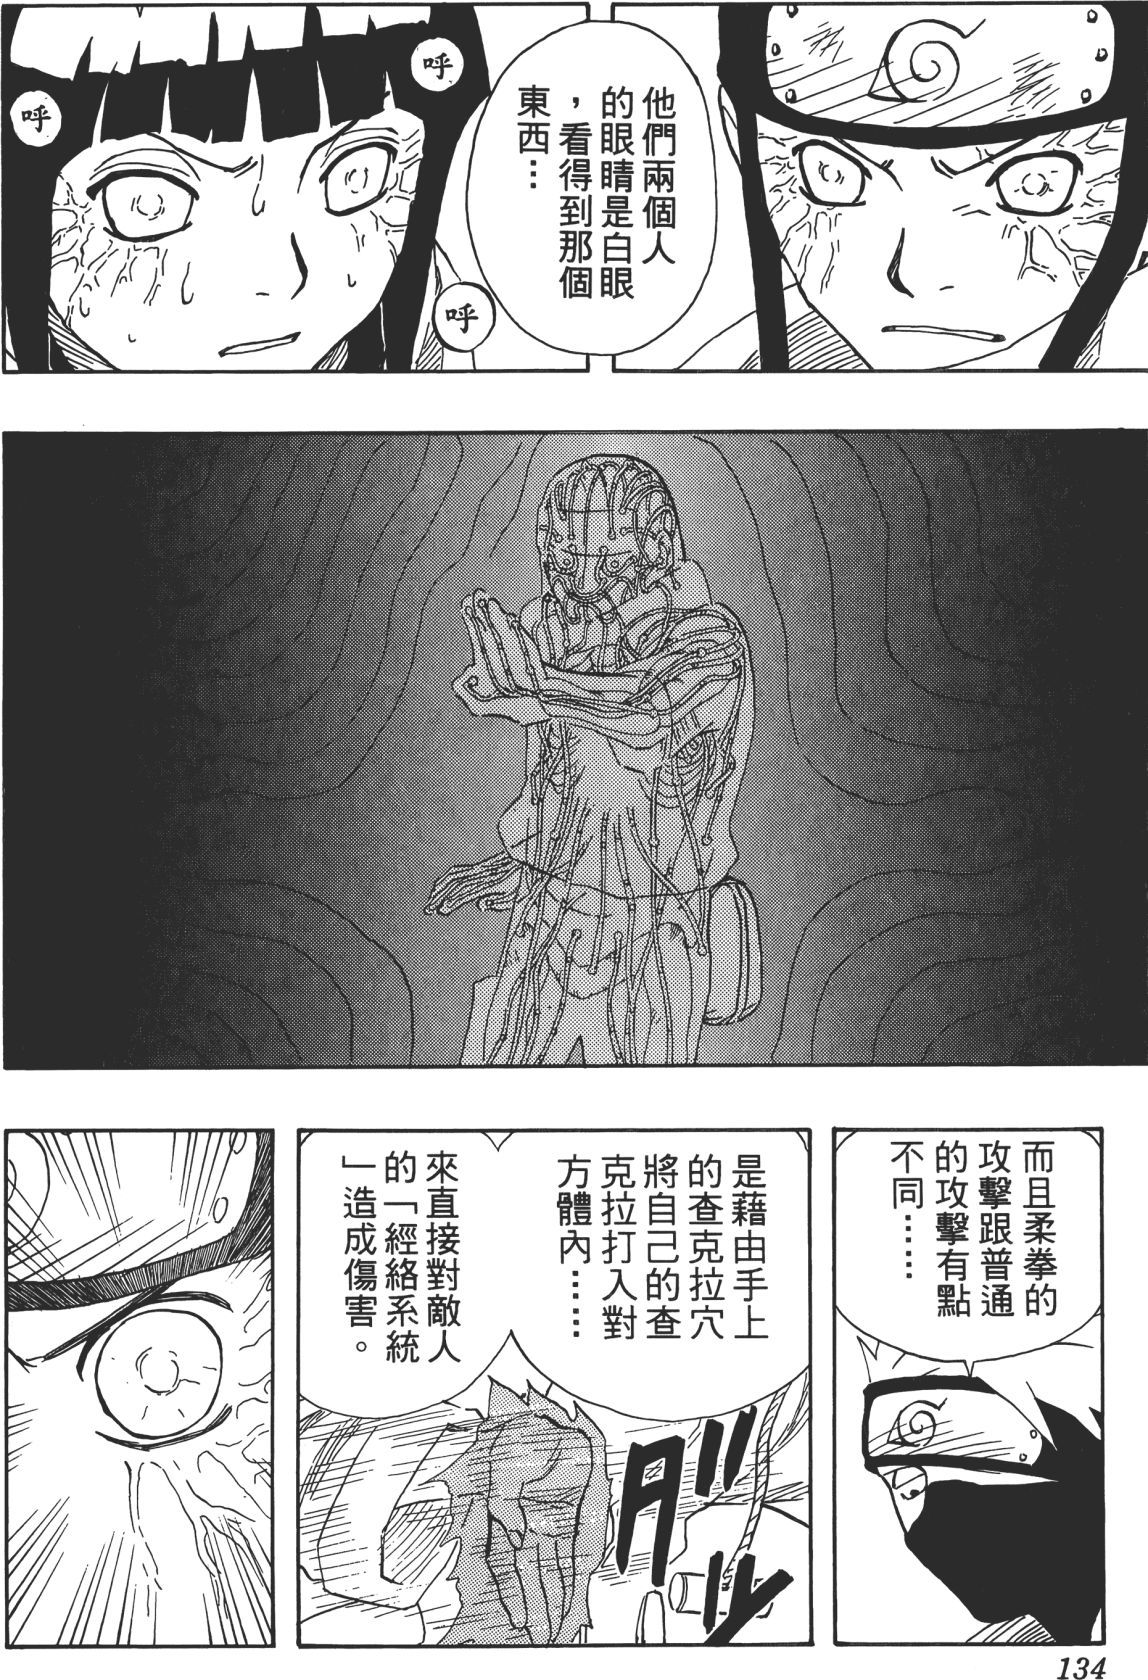 他們兩個人
的眼睛是白眼
，看得到那個
東西…
呼
呼
呼
而且柔拳的
攻擊跟普通
的攻擊有點
不同……
是藉由手上
的查克拉穴
將自己的查
克拉打入對
方體內……
來直接對敵人
的「經絡系統
」造成傷害。
134